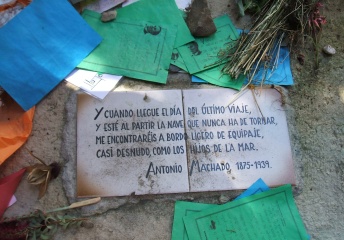 Y CUANDO LLEGUE EL DÍA DEL ÚLTIMO VIAJE,
Y ESTÉ AL PARTIR LA NAVE QUE NUNCA HA DE TORNAR,
ME ENCONTRARÉIS A BORDO LIGERO DE EQUIPAJE,
CASI DESNUDO, COMO LOS HIJOS DE LA MAR.
ANTONIO MACHADO, 1875-1939.